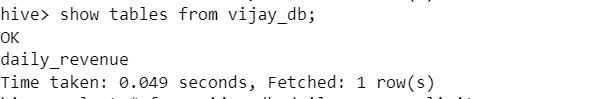 hive> show tables from vijay_db;
OK
daily_revenue
Time taken: 0.049 seconds, Fetched: 1 row(s)